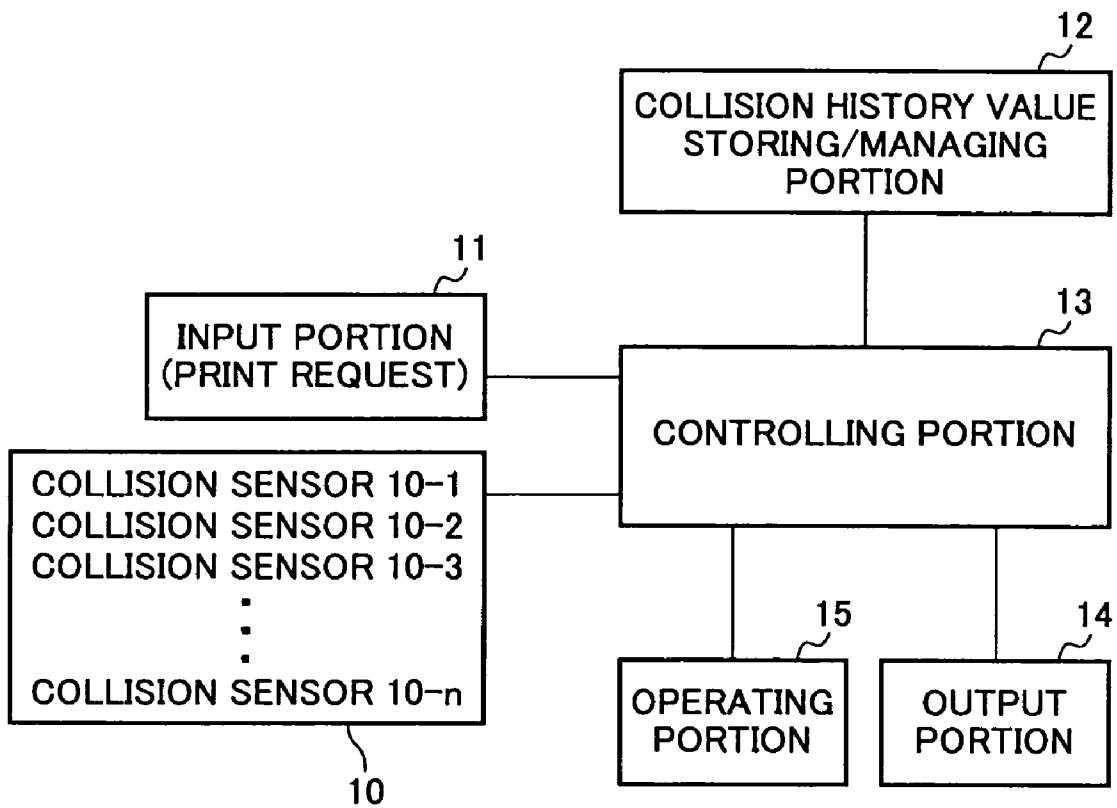 12
COLLISION HISTORY VALUE
STORING/MANAGING
PORTION
11
INPUT PORTION
(PRINT REQUEST)
13
CONTROLLING PORTION
COLLISION SENSOR 10-1
COLLISION SENSOR 10-2
COLLISION SENSOR 10-3
COLLISION SENSOR 10-n
10
15
OPERATING
PORTION
14
OUTPUT
PORTION